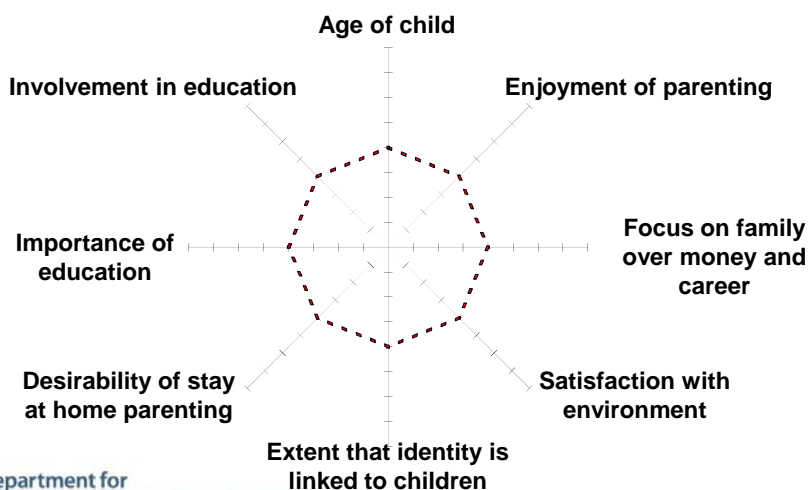 Age of child
Involvement in education
Enjoyment of parenting
Importance of
education
Focus on family
over money and
career
Desirability of stay
at home parenting
Satisfaction with
environment
Extent that identity is
linked to children
epartment for